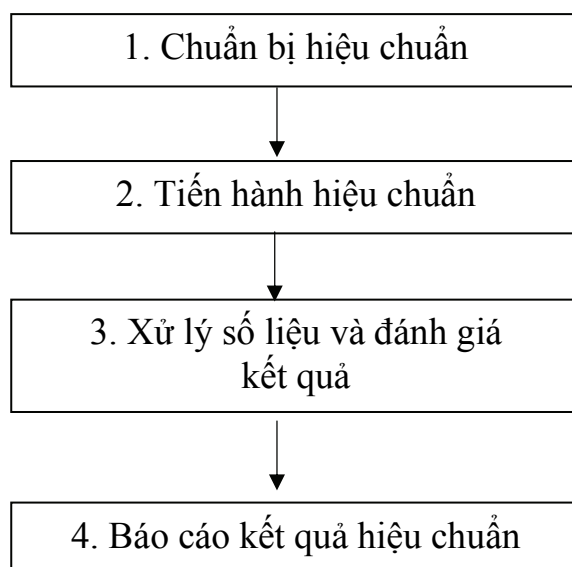 1. Chuẩn bị hiệu chuẩn
2. Tiến hành hiệu chuẩn
3. Xử lý số liệu và đánh giá
kết quả
4. Báo cáo kết quả hiệu chuẩn